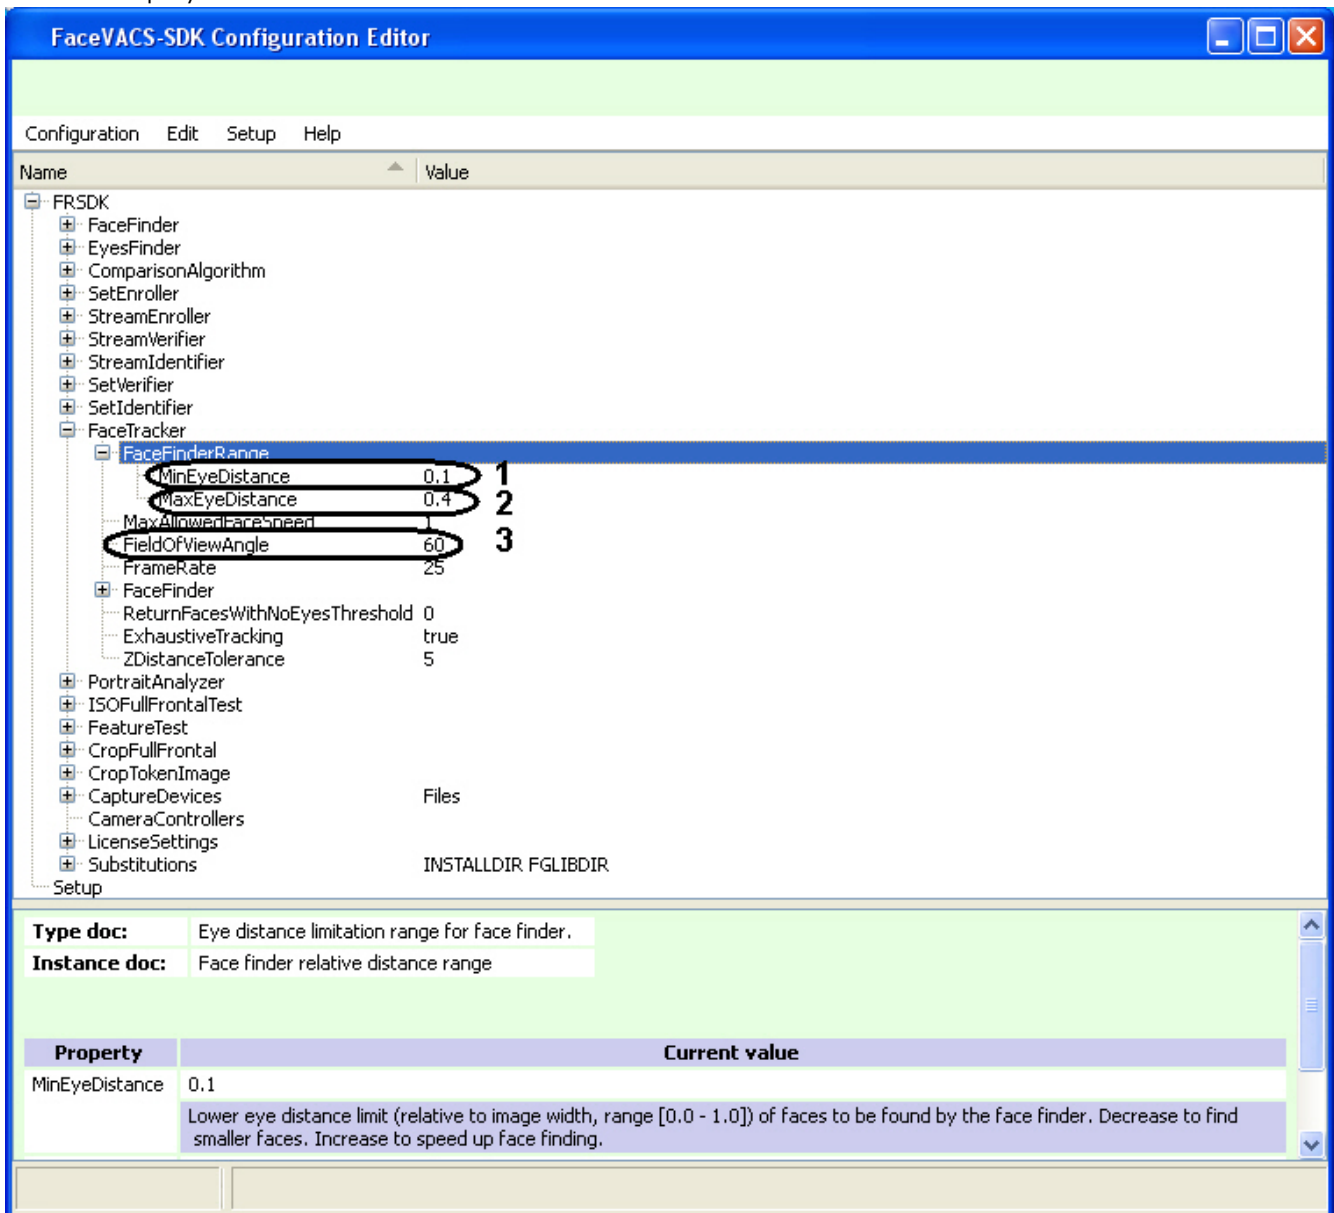 FaceVACS-SDK Configuration Editor
Configuration Edit Setup Help
Name Value
FRSDK
FaceFinder
EyesFinder
ComparisonAlgorithm
SetEnroller
StreamEnroller
StreamVerifier
StreamIdentifier
SetVerifier
SetIdentifier
FaceTracker
FaceFinderRange
MinEyeDistance 0.1 1
MaxEyeDistance 0.4 2
MaxAllowedFaceSpeed 1
FieldOfViewAngle 60 3
FrameRate 25
FaceFinder
ReturnFacesWithNoEyesThreshold 0
ExhaustiveTracking true
ZDistanceTolerance 5
PortraitAnalyzer
ISOFullFrontalTest
FeatureTest
CropFullFrontal
CropTokenImage
CaptureDevices Files
CameraControllers
LicenseSettings
Substitutions INSTALLDIR FGLIBDIR
Setup
Type doc: Eye distance limitation range for face finder.
Instance doc: Face finder relative distance range
Property Current value
MinEyeDistance 0.1
Lower eye distance limit (relative to image width, range [0.0 - 1.0]) of faces to be found by the face finder. Decrease to find
smaller faces. Increase to speed up face finding.